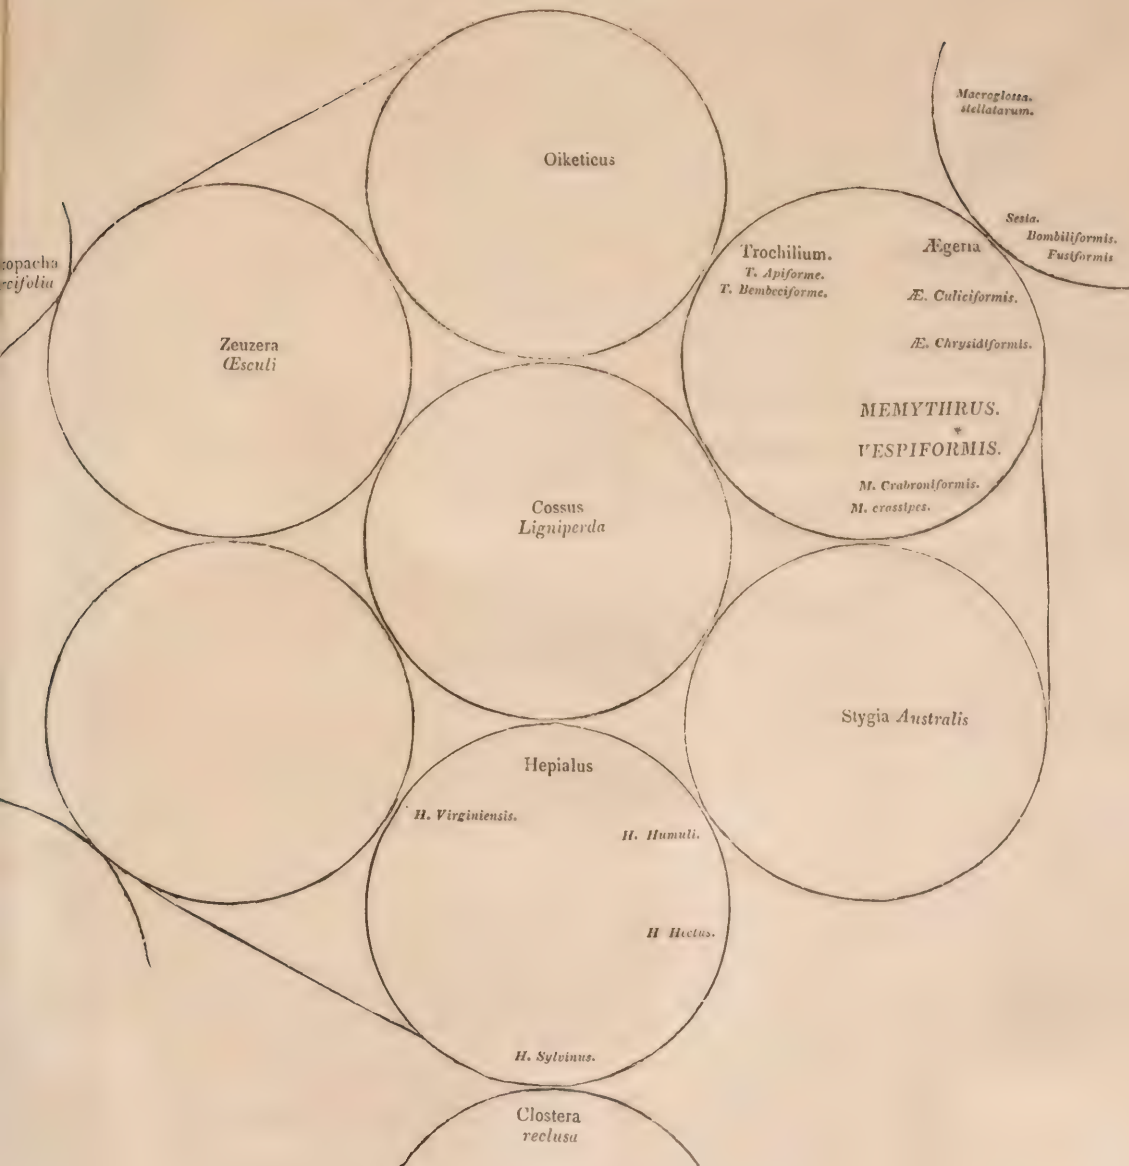 Oiketicus
Macroglossa.
stellatarum.
Sesia.
Bombiliformis.
Fusiformis
Trochilium.
T. Apiforme.
T. Bembeciforme.
Ægeria
Æ. Culiciformis.
Æ. Chrysidiformis.
MEMYTHRUS.
*
VESPIFORMIS.
M. Crabroniformis.
M. crassipes.
Zeuzera
Œsculi
Cossus
Ligniperda
Stygia Australis
Hepialus
H. Virginiensis.
H. Humuli.
H Hectus.
H. Sylvinus.
Clostera
reclusa